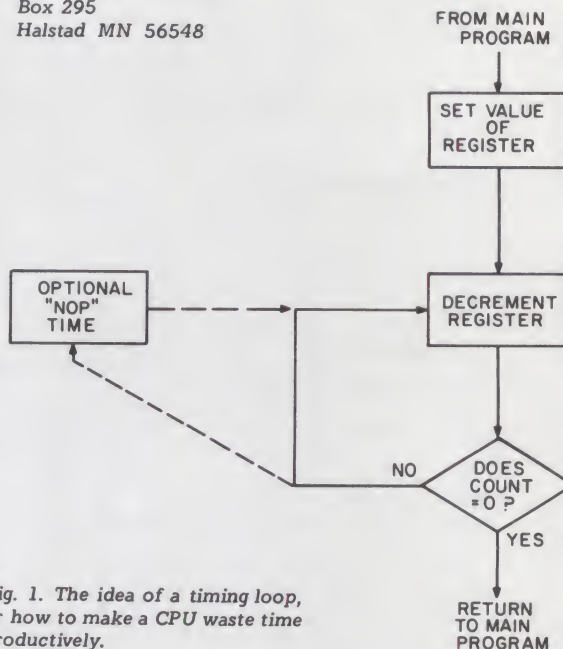 Box 295
Halstad MN 56548
FROM MAIN
PROGRAM
SET VALUE
OF
REGISTER
OPTIONAL
"NOP"
TIME
DECREMENT
REGISTER
NO
DOES
COUNT
=0 ?
YES
RETURN
TO MAIN
PROGRAM
ig. 1. The idea of a timing loop,
how to make a CPU waste time
roductively.